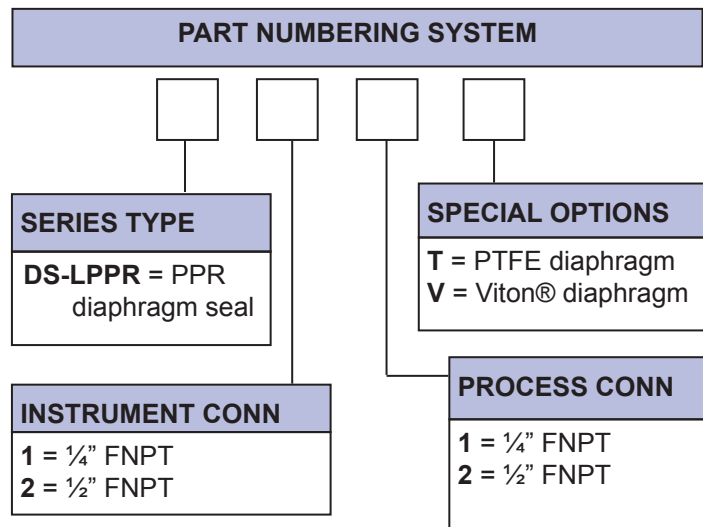 PART NUMBERING SYSTEM
SERIES TYPE
DS-LPPR = PPR
diaphragm seal
SPECIAL OPTIONS
T = PTFE diaphragm
V = Viton® diaphragm
INSTRUMENT CONN
1 = ¼” FNPT
2 = ½” FNPT
PROCESS CONN
1 = ¼” FNPT
2 = ½” FNPT